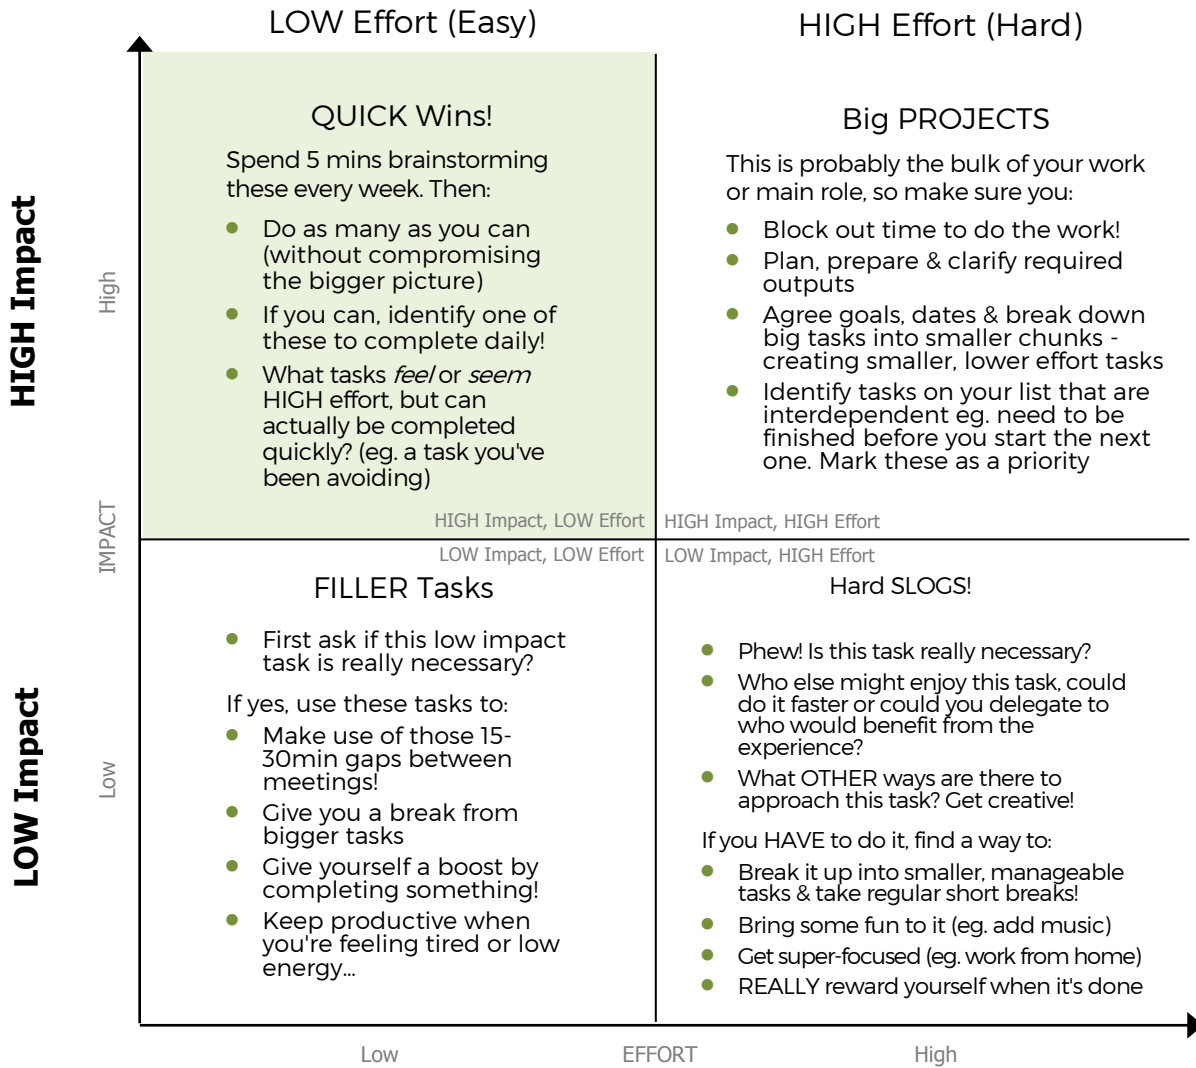 LOW Effort (Easy)
HIGH Effort (Hard)
HIGH Impact
High
IMPACT
LOW Impact
Low
QUICK Wins!
Spend 5 mins brainstorming
these every week. Then:
Do as many as you can
(without compromising
the bigger picture)
If you can, identify one of
these to complete daily!
What tasks feel or seem
HIGH effort, but can
actually be completed
quickly? (eg. a task you've
been avoiding)
HIGH Impact, LOW Effort
Big PROJECTS
This is probably the bulk of your work
or main role, so make sure you:
Block out time to do the work!
Plan, prepare & clarify required
outputs
Agree goals, dates & break down
big tasks into smaller chunks -
creating smaller, lower effort tasks
Identify tasks on your list that are
interdependent eg. need to be
finished before you start the next
one. Mark these as a priority
HIGH Impact, HIGH Effort
LOW Impact, LOW Effort
FILLER Tasks
First ask if this low impact
task is really necessary?
If yes, use these tasks to:
Make use of those 15-
30min gaps between
meetings!
Give you a break from
bigger tasks
Give yourself a boost by
completing something!
Keep productive when
you're feeling tired or low
energy...
LOW Impact, HIGH Effort
Hard SLOGS!
Phew! Is this task really necessary?
Who else might enjoy this task, could
do it faster or could you delegate to
who would benefit from the
experience?
What OTHER ways are there to
approach this task? Get creative!
If you HAVE to do it, find a way to:
Break it up into smaller, manageable
tasks & take regular short breaks!
Bring some fun to it (eg. add music)
Get super-focused (eg. work from home)
REALLY reward yourself when it's done
Low
EFFORT
High